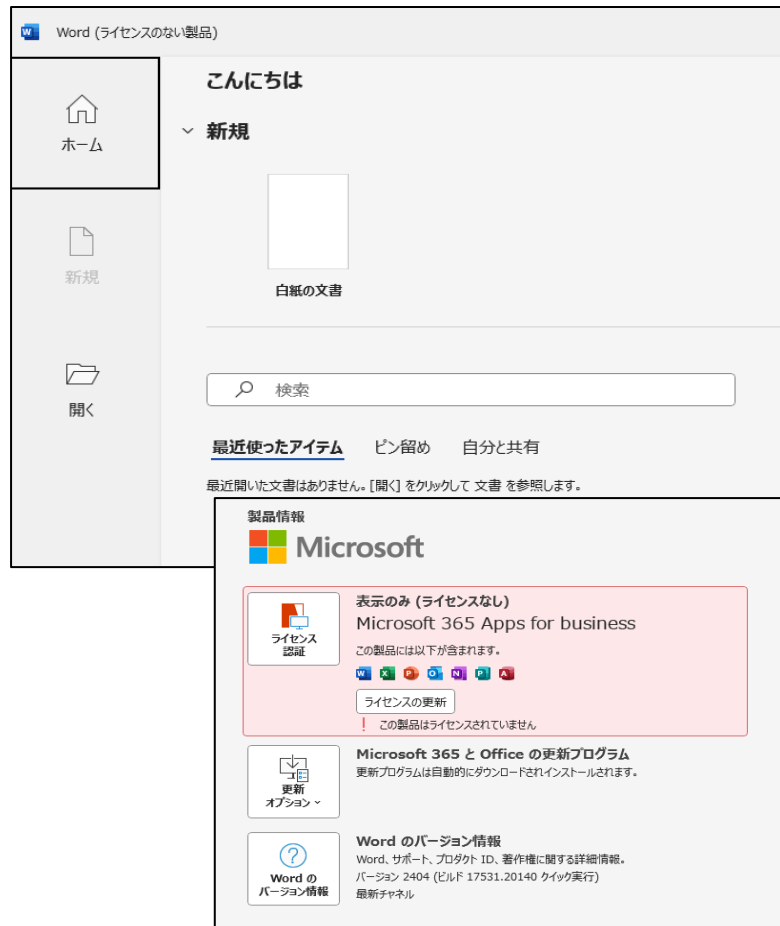 Word (ライセンスのない製品)
こんにちは
ホーム
新規
白紙の文書
新規
開く
検索
最近使ったアイテム ピン留め 自分と共有
最近開いた文書はありません。[開く] をクリックして 文書 を参照します。
製品情報
Microsoft
ライセンス
認証
表示のみ (ライセンスなし)
Microsoft 365 Apps for business
この製品には以下が含まれます。
W X P O N P A
ライセンスの更新
! この製品はライセンスされていません
更新
オプション
Microsoft 365 と Office の更新プログラム
更新プログラムは自動的にダウンロードされインストールされます。
Word の
バージョン情報
Word のバージョン情報
Word、サポート、プロダクト ID、著作権に関する詳細情報。
バージョン 2404 (ビルド 17531.20140 クイック実行)
最新チャネル